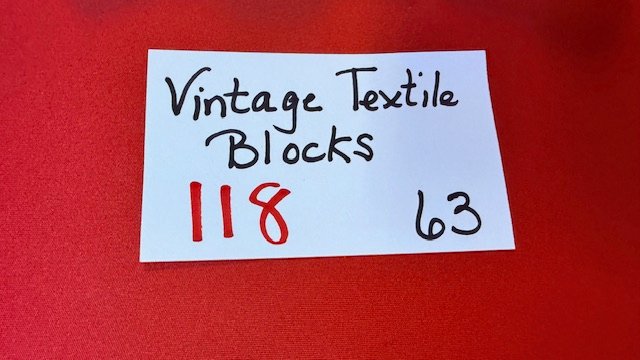 Vintage Textile
Blocks
118 63